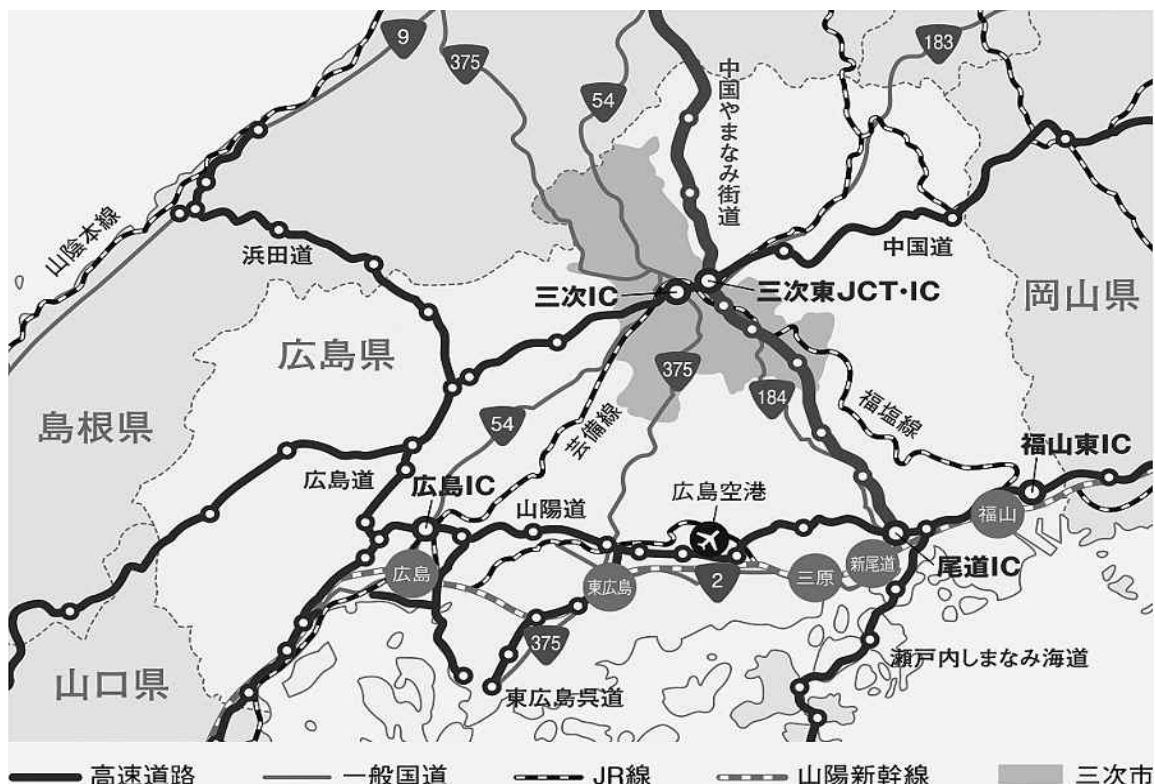 9
375
54
183
中国やまなみ街道
山陰本線
浜田道
中国道
三次IC
三次東JCT・IC
岡山県
広島県
375
184
島根県
54
芸備線
福塩線
福山東IC
広島道
広島IC
山陽道
広島空港
福山
広島
東広島
2
三原
新尾道
尾道IC
375
山口県
東広島呉道
瀬戸内しまなみ海道
高速道路
一般国道
JR線
山陽新幹線
三次市